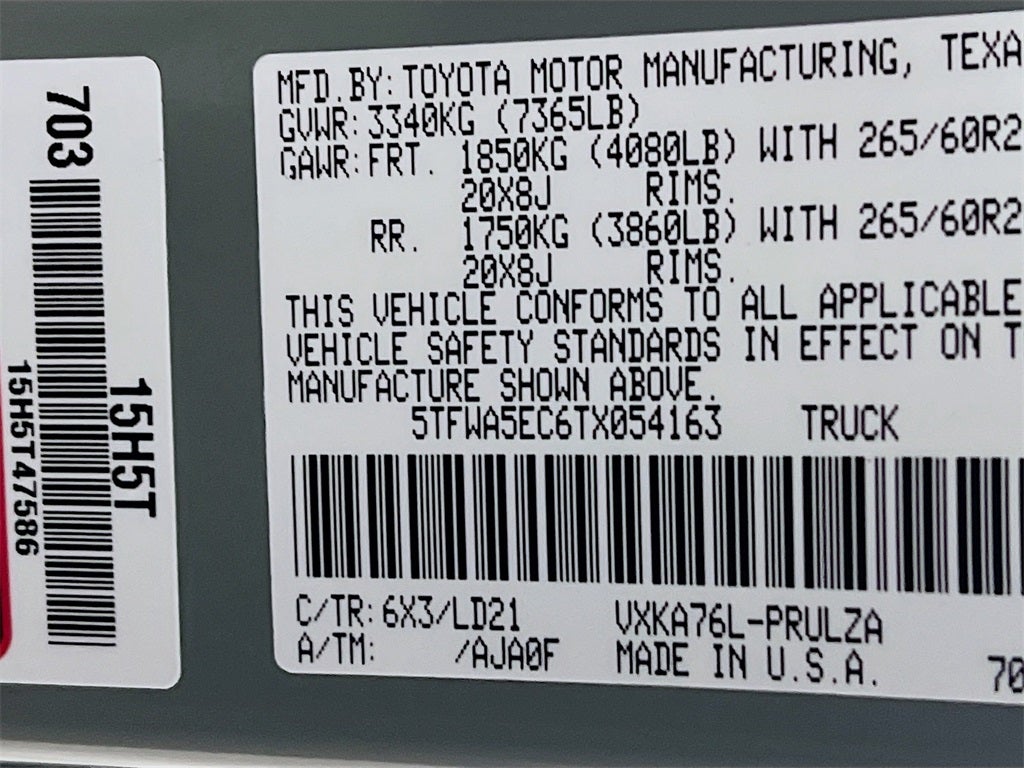 703
15H5T
15H5T47586
MFD.BY: TOYOTA MOTOR MANUFACTURING, TEXA
GVWR: 3340KG (7365LB)
GAWR: FRT. 1850KG (4080LB) WITH 265/60R2
20X8J RIMS.
RR. 1750KG (3860LB) WITH 265/60R2
20X8J RIMS.
THIS VEHICLE CONFORMS TO ALL APPLICABLE
VEHICLE SAFETY STANDARDS IN EFFECT ON T
MANUFACTURE SHOWN ABOVE.
5TFWA5EC6TX054163 TRUCK
C/TR: 6X3/LD21 VXKA76L-PRULZA
A/TM: /AJA0F MADE IN U.S.A. 70